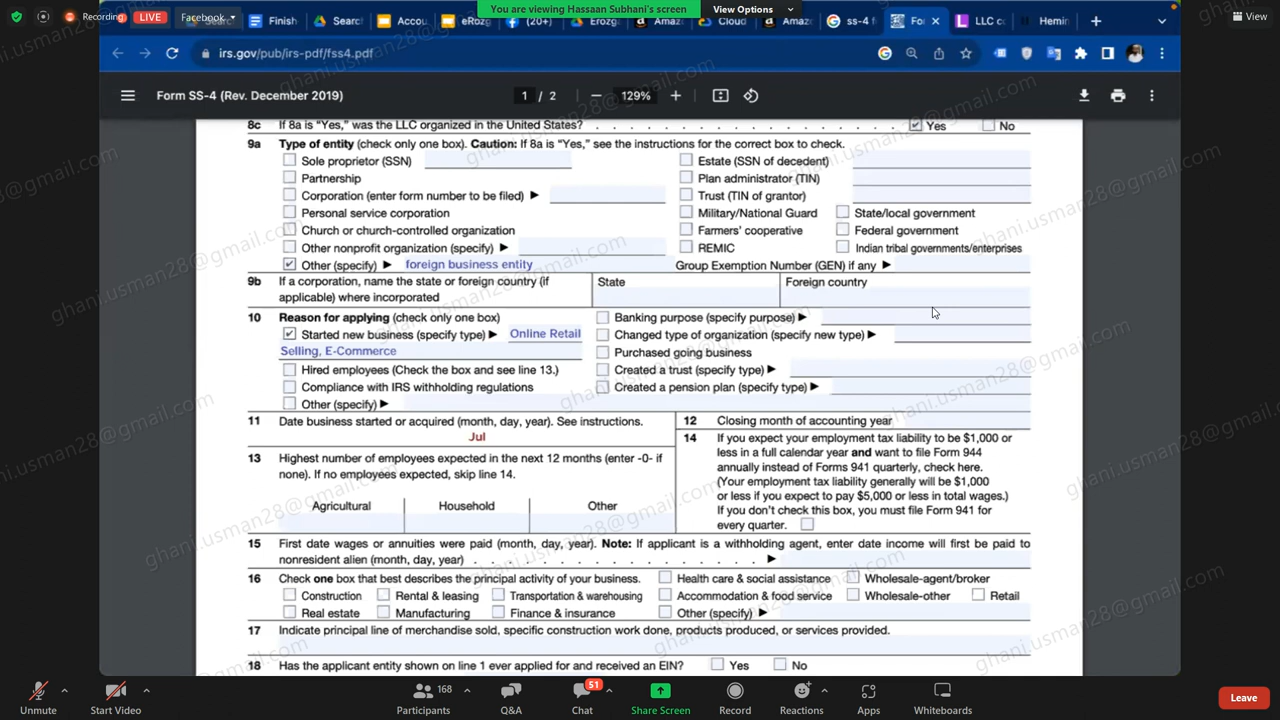 Recording
LIVE
Facebook
Finish
Searc
Acco
eRoz
(20+)
Erozg
Ama
Cloud
Ama
ss-4 f
Fo
LLC c
Hemin
You are viewing Hassaan Subhani's screen
View Options
View
irs.gov/pub/irs-pdf/fss4.pdf
Form SS-4 (Rev. December 2019)
1 / 2
129%
8c If 8a is "Yes," was the LLC organized in the United States? Yes No
9a Type of entity (check only one box). Caution: If 8a is "Yes," see the instructions for the correct box to check.
Sole proprietor (SSN) Estate (SSN of decedent)
Partnership Plan administrator (TIN)
Corporation (enter form number to be filed) ▶ Trust (TIN of grantor)
Personal service corporation Military/National Guard State/local government
Church or church-controlled organization Farmers' cooperative Federal government
Other nonprofit organization (specify) ▶ REMIC Indian tribal governments/enterprises
Other (specify) ▶ foreign business entity Group Exemption Number (GEN) if any ▶
9b If a corporation, name the state or foreign country (if
applicable) where incorporated
State
Foreign country
10 Reason for applying (check only one box) Banking purpose (specify purpose) ▶
Started new business (specify type) ▶ Online Retail Changed type of organization (specify new type) ▶
Selling, E-Commerce Purchased going business
Hired employees (Check the box and see line 13.) Created a trust (specify type) ▶
Compliance with IRS withholding regulations Created a pension plan (specify type) ▶
Other (specify) ▶
11 Date business started or acquired (month, day, year). See instructions.
Jul
12 Closing month of accounting year
13 Highest number of employees expected in the next 12 months (enter -0- if
none). If no employees expected, skip line 14.
Agricultural Household Other
14 If you expect your employment tax liability to be $1,000 or
less in a full calendar year and want to file Form 944
annually instead of Forms 941 quarterly, check here.
(Your employment tax liability generally will be $1,000
or less if you expect to pay $5,000 or less in total wages.)
If you don't check this box, you must file Form 941 for
every quarter.
15 First date wages or annuities were paid (month, day, year). Note: If applicant is a withholding agent, enter date income will first be paid to
nonresident alien (month, day, year) ▶
16 Check one box that best describes the principal activity of your business. Health care & social assistance Wholesale-agent/broker
Construction Rental & leasing Transportation & warehousing Accommodation & food service Wholesale-other Retail
Real estate Manufacturing Finance & insurance Other (specify) ▶
17 Indicate principal line of merchandise sold, specific construction work done, products produced, or services provided.
18 Has the applicant entity shown on line 1 ever applied for and received an EIN? Yes No
ghani.usman28@gmail.com
Unmute
Start Video
168
Participants
Q&A
51
Chat
Share Screen
Record
Reactions
Apps
Whiteboards
Leave